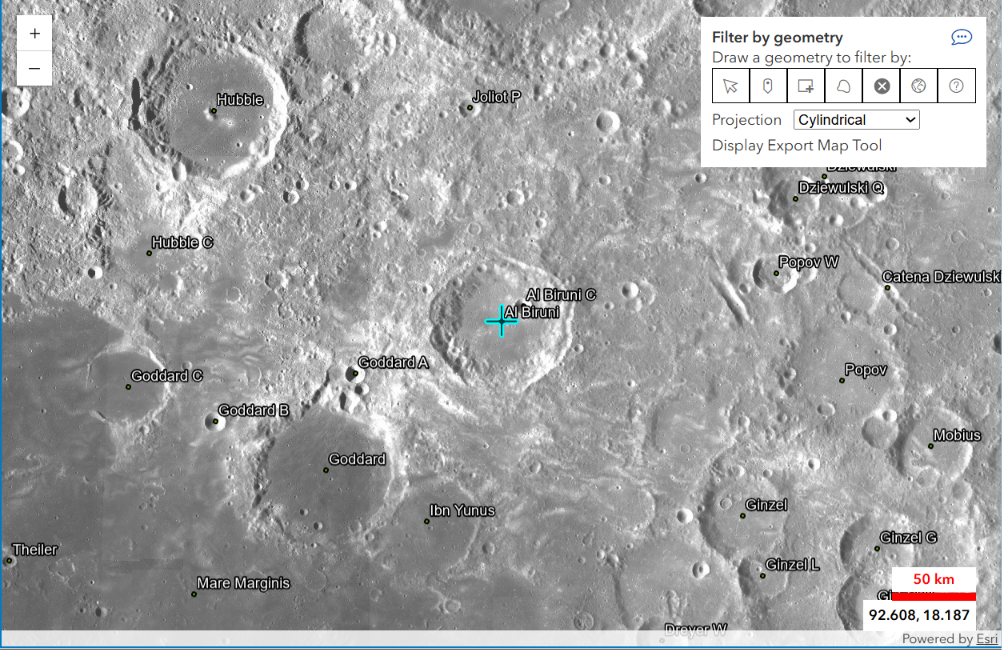 +
−
Filter by geometry
Draw a geometry to filter by:
Projection Cylindrical
Display Export Map Tool
Hubble
Joliot P
Dziewulski
Dziewulski Q
Hubble C
Popov W
Catena Dziewulski
Al Biruni C
Al Biruni
Goddard A
Goddard C
Popov
Goddard B
Mobius
Goddard
Ibn Yunus
Ginzel
Ginzel G
Theiler
Ginzel L
Mare Marginis
50 km
92.608, 18.187
Dreyer W
Powered by Esri